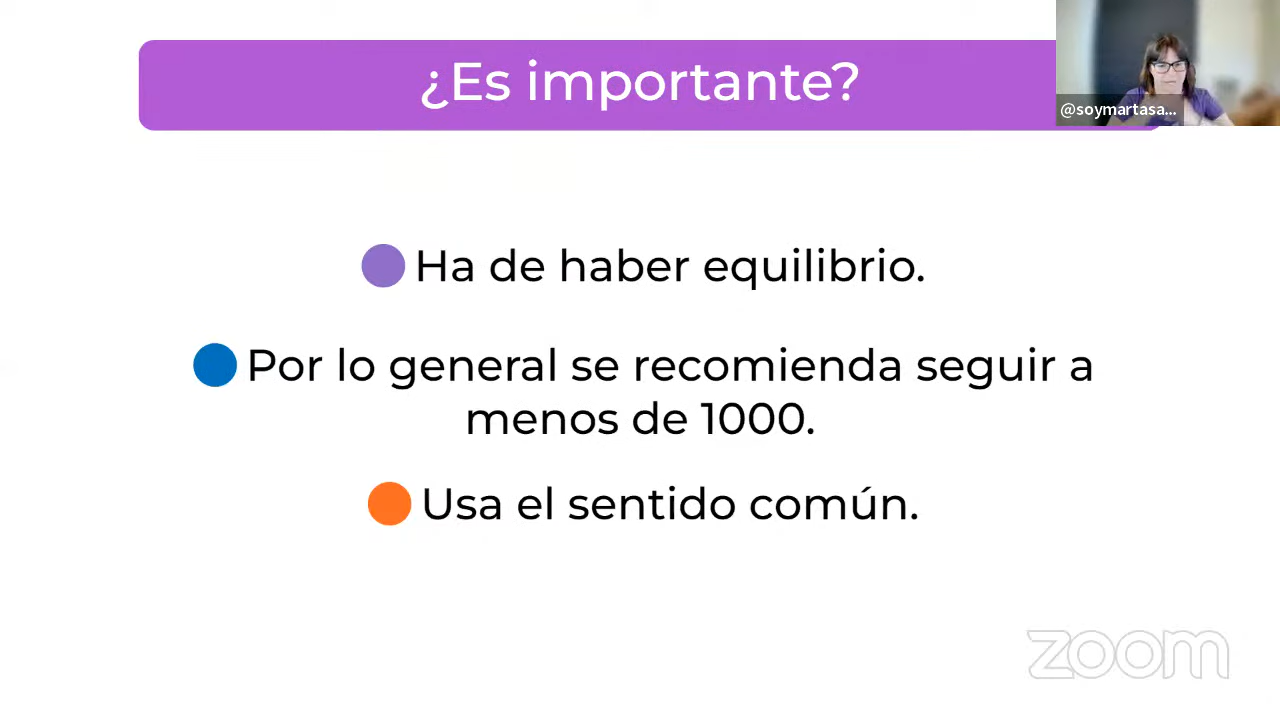 ¿Es importante?
@soymartasa...
Ha de haber equilibrio.
Por lo general se recomienda seguir a
menos de 1000.
Usa el sentido común.
zoom